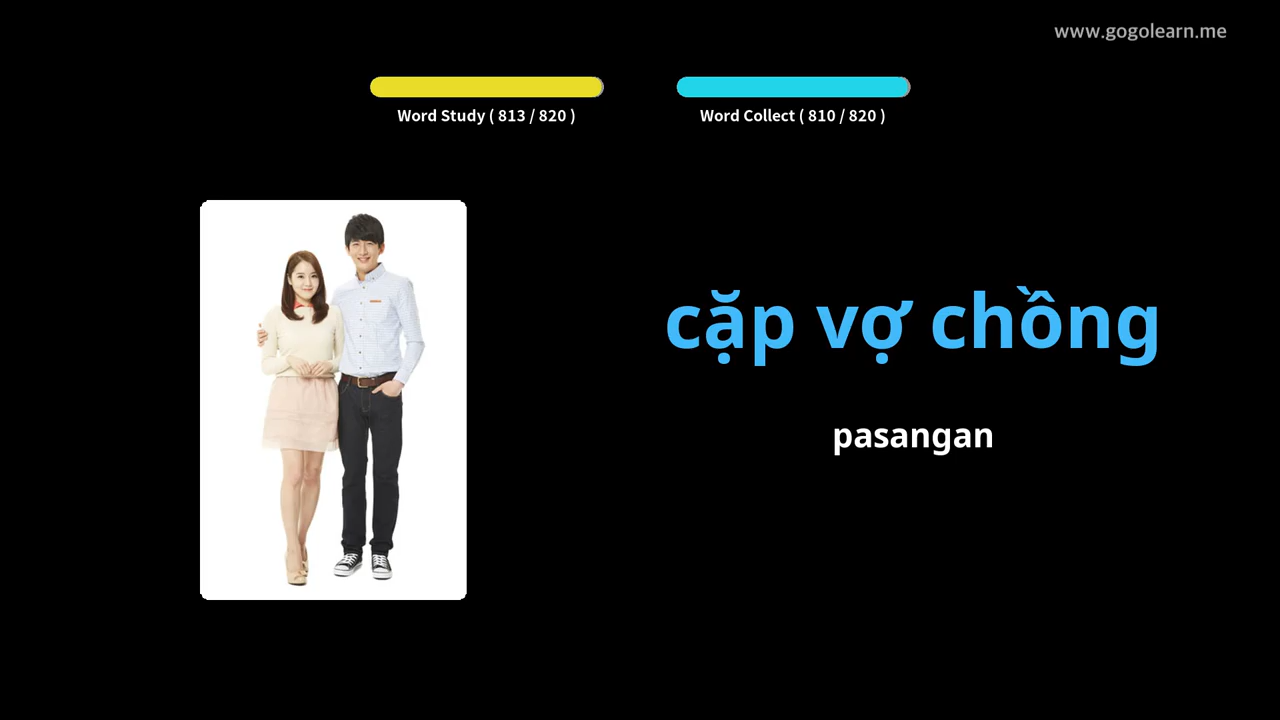 www.gogolearn.me
Word Study ( 813 / 820 )
Word Collect ( 810 / 820 )
cặp vợ chồng
pasangan